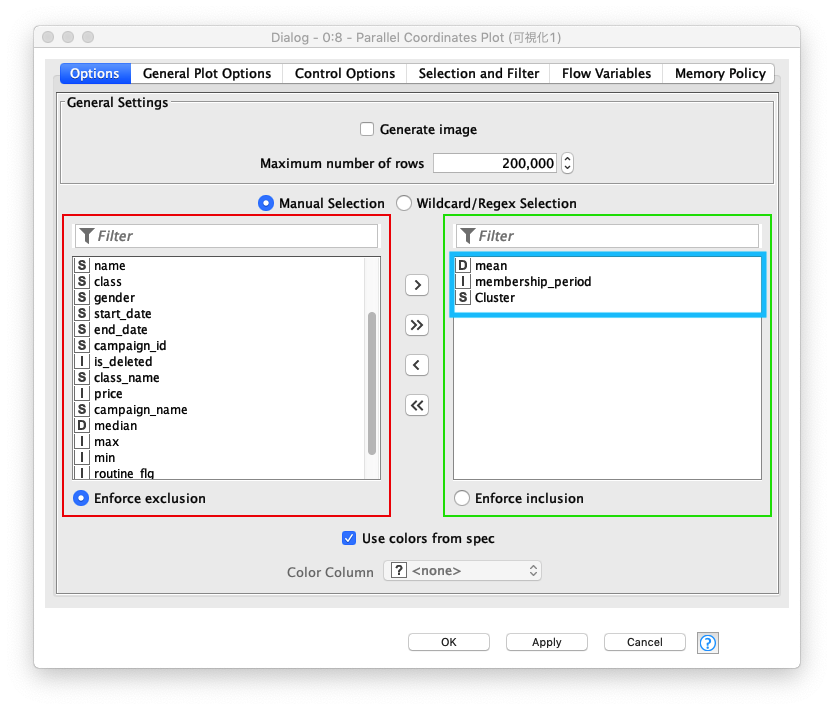 Dialog - 0:8 - Parallel Coordinates Plot (可視化1)
Options General Plot Options Control Options Selection and Filter Flow Variables Memory Policy
General Settings
Generate image
Maximum number of rows 200,000
Manual Selection Wildcard/Regex Selection
Filter
S name
S class
S gender
S start_date
S end_date
S campaign_id
I is_deleted
S class_name
I price
S campaign_name
D median
I max
I min
I routine_flg
Enforce exclusion
>
>>
<
<<
Filter
D mean
I membership_period
S Cluster
Enforce inclusion
Use colors from spec
Color Column ? <none>
OK Apply Cancel ?